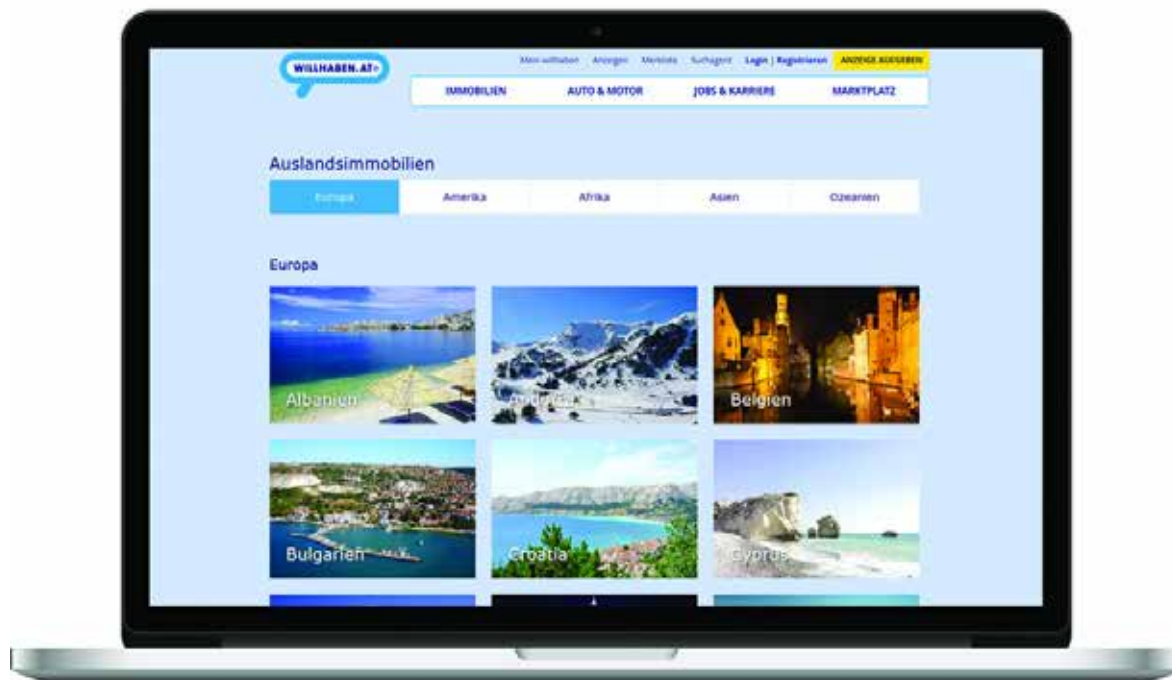 WILLHABEN.AT
Mein willhaben Anzeigen Merkliste Suchagent Login | Registrieren ANZEIGE AUFGEBEN
IMMOBILIEN AUTO & MOTOR JOBS & KARRIERE MARKTPLATZ
Auslandsimmobilien
Europa Amerika Afrika Asien Ozeanien
Europa
Albanien Andorra Belgien
Bulgarien Croatia Cyprus